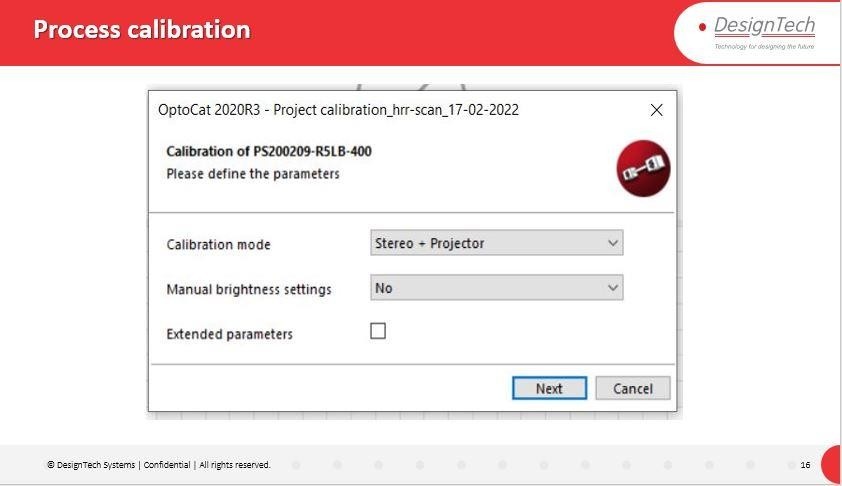 Process calibration
DesignTech
Technology for designing the future
OptoCat 2020R3 - Project calibration_hrr-scan_17-02-2022
Calibration of PS200209-R5LB-400
Please define the parameters
Calibration mode
Stereo + Projector
Manual brightness settings
No
Extended parameters
Next
Cancel
© DesignTech Systems | Confidential | All rights reserved.
16